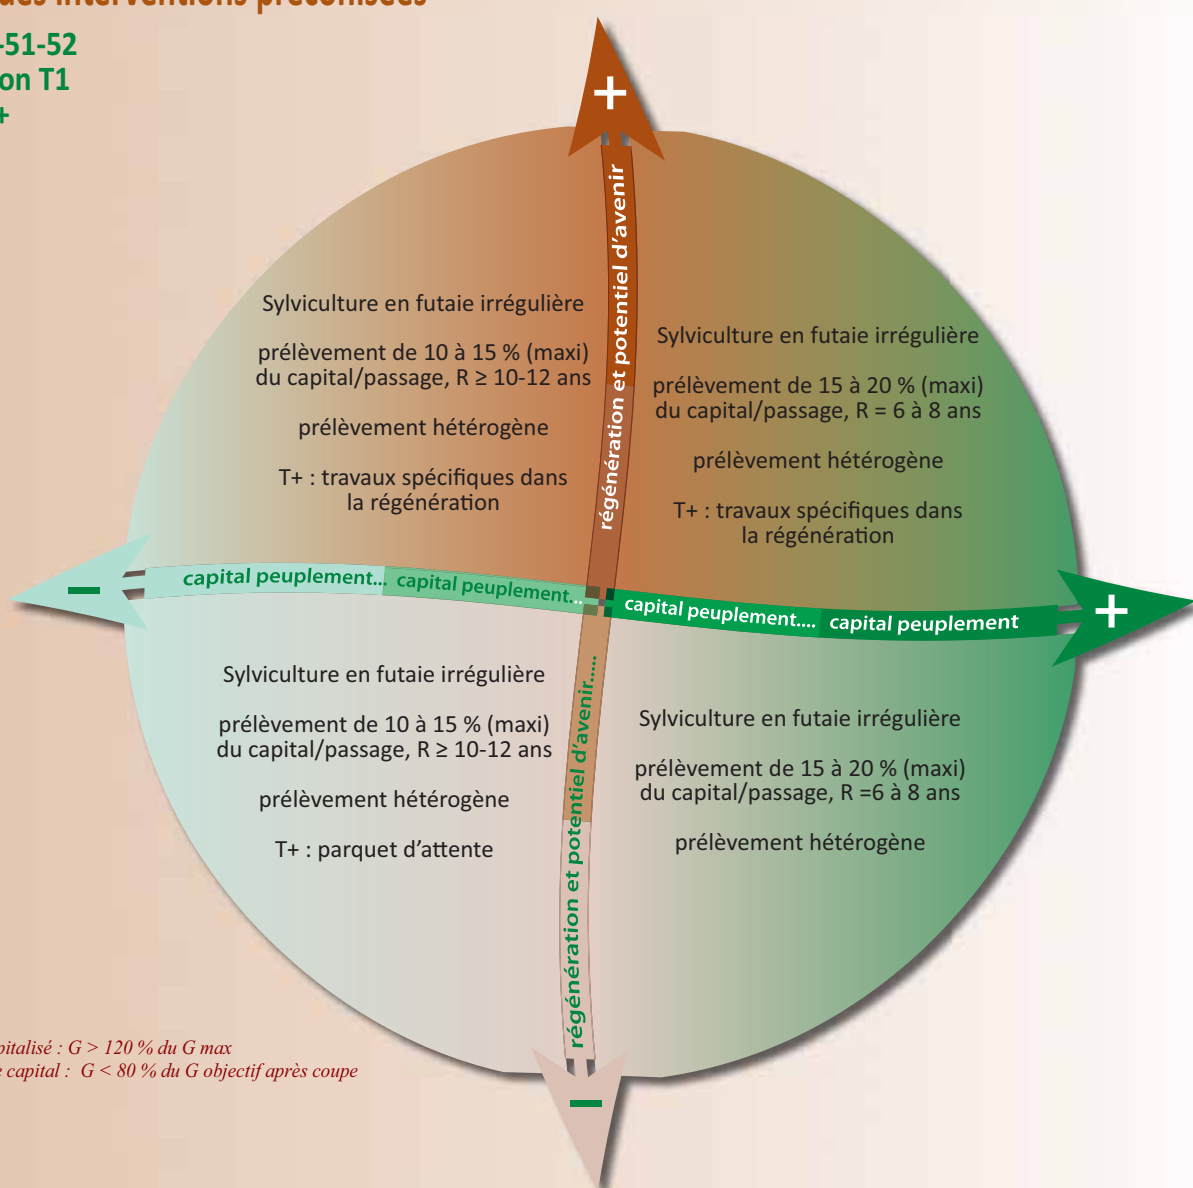 des interventions préconisées
-51-52
on T1
+
+
régénération et potentiel d'avenir
Sylviculture en futaie irrégulière
prélèvement de 10 à 15 % (maxi)
du capital/passage, R ≥ 10-12 ans
prélèvement hétérogène
T+ : travaux spécifiques dans
la régénération
Sylviculture en futaie irrégulière
prélèvement de 15 à 20 % (maxi)
du capital/passage, R = 6 à 8 ans
prélèvement hétérogène
T+ : travaux spécifiques dans
la régénération
–
capital peuplement...
capital peuplement...
capital peuplement....
capital peuplement
+
Sylviculture en futaie irrégulière
prélèvement de 10 à 15 % (maxi)
du capital/passage, R ≥ 10-12 ans
prélèvement hétérogène
T+ : parquet d'attente
régénération et potentiel d'avenir.....
Sylviculture en futaie irrégulière
prélèvement de 15 à 20 % (maxi)
du capital/passage, R =6 à 8 ans
prélèvement hétérogène
–
pitalisé : G > 120 % du G max
e capital : G < 80 % du G objectif après coupe